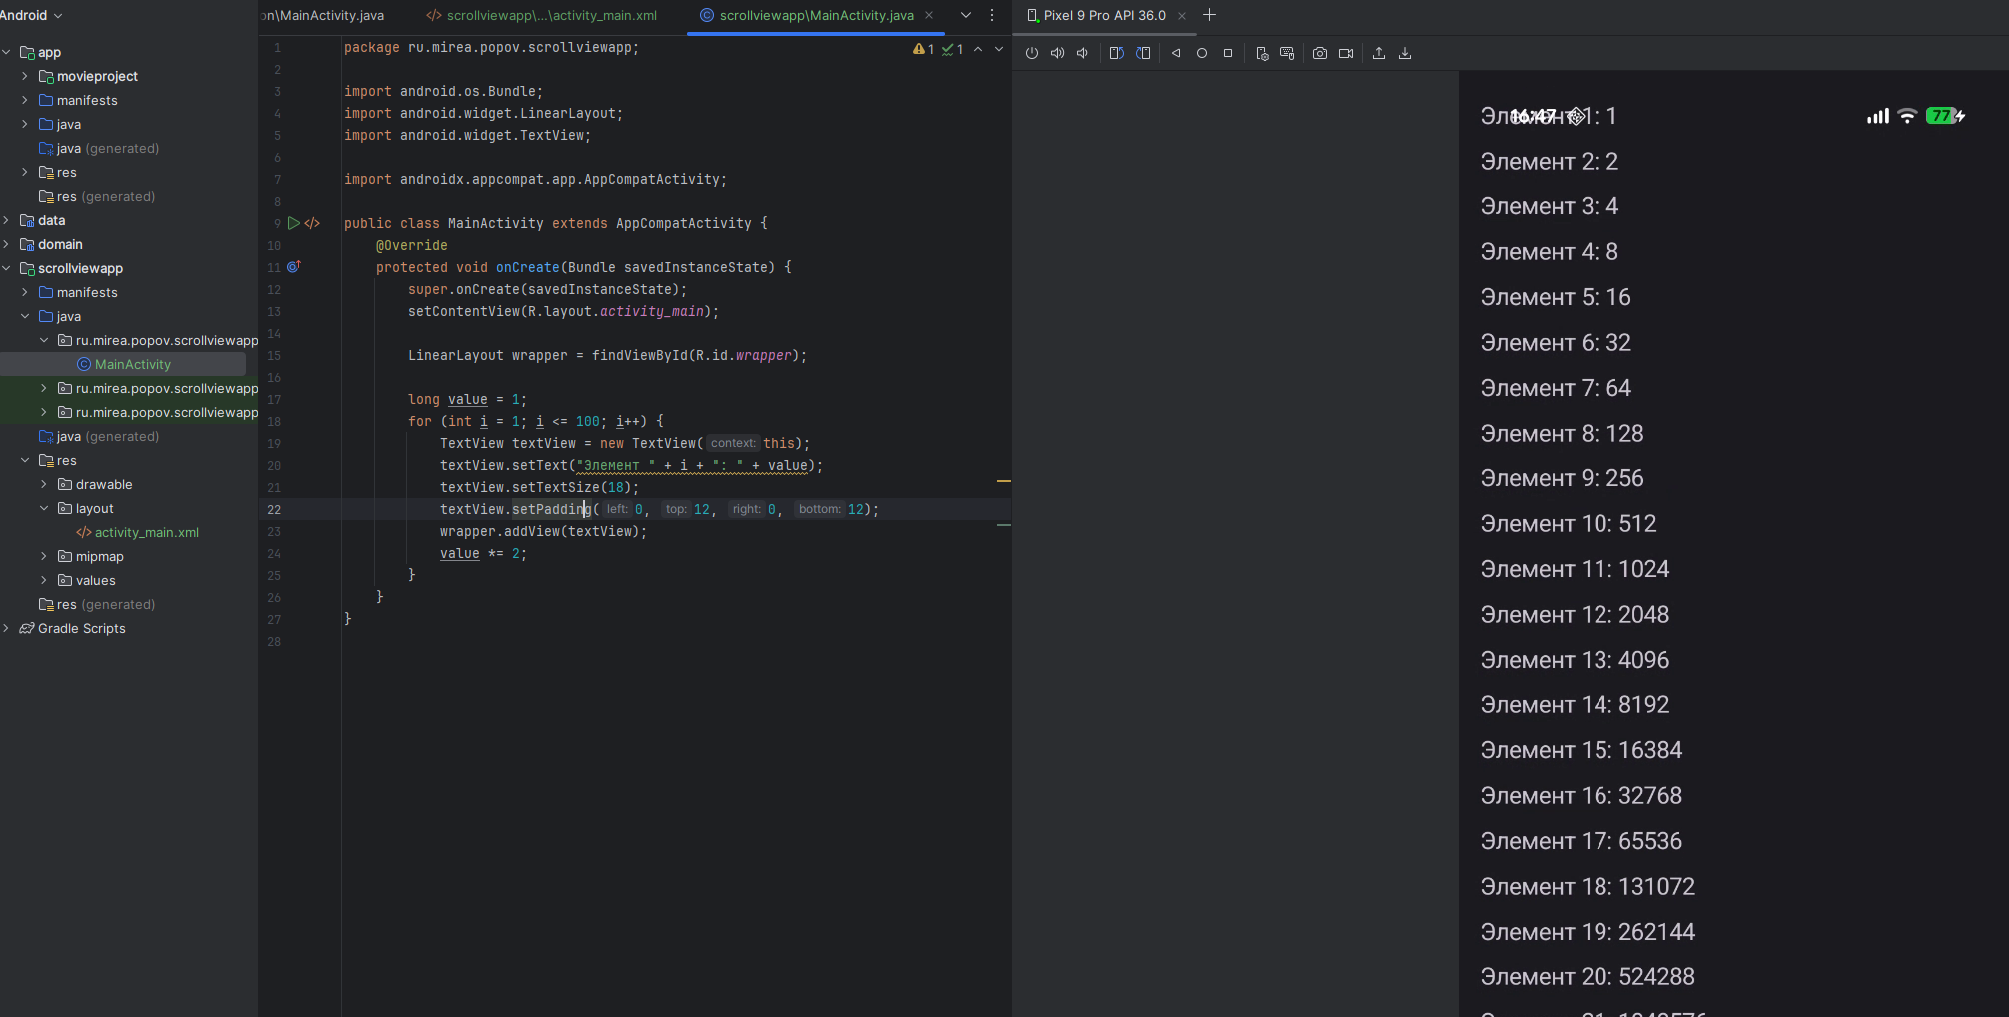 Android
app
movieproject
manifests
java
java (generated)
res
res (generated)
data
domain
scrollviewapp
manifests
java
ru.mirea.popov.scrollviewapp
MainActivity
ru.mirea.popov.scrollviewapp
ru.mirea.popov.scrollviewapp
java (generated)
res
drawable
layout
activity_main.xml
mipmap
values
res (generated)
Gradle Scripts
on\MainActivity.java
scrollviewapp\...\activity_main.xml
scrollviewapp\MainActivity.java
1 package ru.mirea.popov.scrollviewapp;
1 1
2
3 import android.os.Bundle;
4 import android.widget.LinearLayout;
5 import android.widget.TextView;
6
7 import androidx.appcompat.app.AppCompatActivity;
8
9 public class MainActivity extends AppCompatActivity {
10 @Override
11 protected void onCreate(Bundle savedInstanceState) {
12 super.onCreate(savedInstanceState);
13 setContentView(R.layout.activity_main);
14
15 LinearLayout wrapper = findViewById(R.id.wrapper);
16
17 long value = 1;
18 for (int i = 1; i <= 100; i++) {
19 TextView textView = new TextView( context: this);
20 textView.setText("Элемент " + i + ": " + value);
21 textView.setTextSize(18);
22 textView.setPadding( left: 0, top: 12, right: 0, bottom: 12);
23 wrapper.addView(textView);
24 value *= 2;
25 }
26 }
27 }
28
Pixel 9 Pro API 36.0
16:47
77
Элемент 1: 1
Элемент 2: 2
Элемент 3: 4
Элемент 4: 8
Элемент 5: 16
Элемент 6: 32
Элемент 7: 64
Элемент 8: 128
Элемент 9: 256
Элемент 10: 512
Элемент 11: 1024
Элемент 12: 2048
Элемент 13: 4096
Элемент 14: 8192
Элемент 15: 16384
Элемент 16: 32768
Элемент 17: 65536
Элемент 18: 131072
Элемент 19: 262144
Элемент 20: 524288